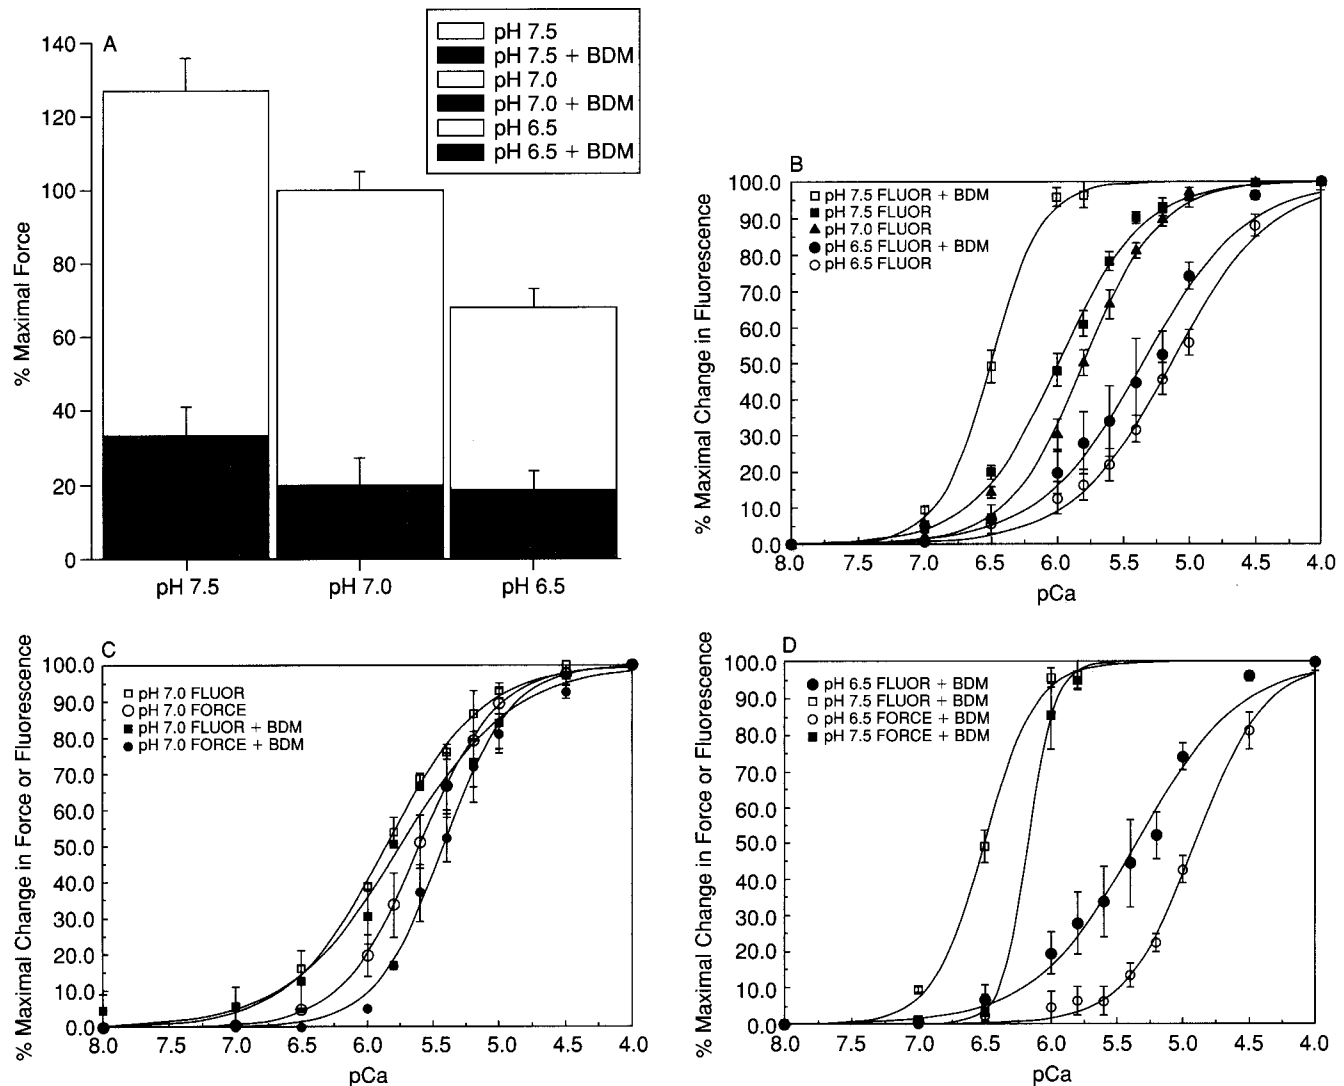 A
pH 7.5
pH 7.5 + BDM
pH 7.0
pH 7.0 + BDM
pH 6.5
pH 6.5 + BDM
% Maximal Force
140
120
100
80
60
40
20
0
pH 7.5 pH 7.0 pH 6.5
B
pH 7.5 FLUOR + BDM
pH 7.5 FLUOR
pH 7.0 FLUOR
pH 6.5 FLUOR + BDM
pH 6.5 FLUOR
% Maximal Change in Fluorescence
100.0
90.0
80.0
70.0
60.0
50.0
40.0
30.0
20.0
10.0
0.0
8.0 7.5 7.0 6.5 6.0 5.5 5.0 4.5 4.0
pCa
C
pH 7.0 FLUOR
pH 7.0 FORCE
pH 7.0 FLUOR + BDM
pH 7.0 FORCE + BDM
% Maximal Change in Force or Fluorescence
100.0
90.0
80.0
70.0
60.0
50.0
40.0
30.0
20.0
10.0
0.0
8.0 7.5 7.0 6.5 6.0 5.5 5.0 4.5 4.0
pCa
D
pH 6.5 FLUOR + BDM
pH 7.5 FLUOR + BDM
pH 6.5 FORCE + BDM
pH 7.5 FORCE + BDM
% Maximal Change in Force or Fluorescence
100.0
90.0
80.0
70.0
60.0
50.0
40.0
30.0
20.0
10.0
0.0
8.0 7.5 7.0 6.5 6.0 5.5 5.0 4.5 4.0
pCa